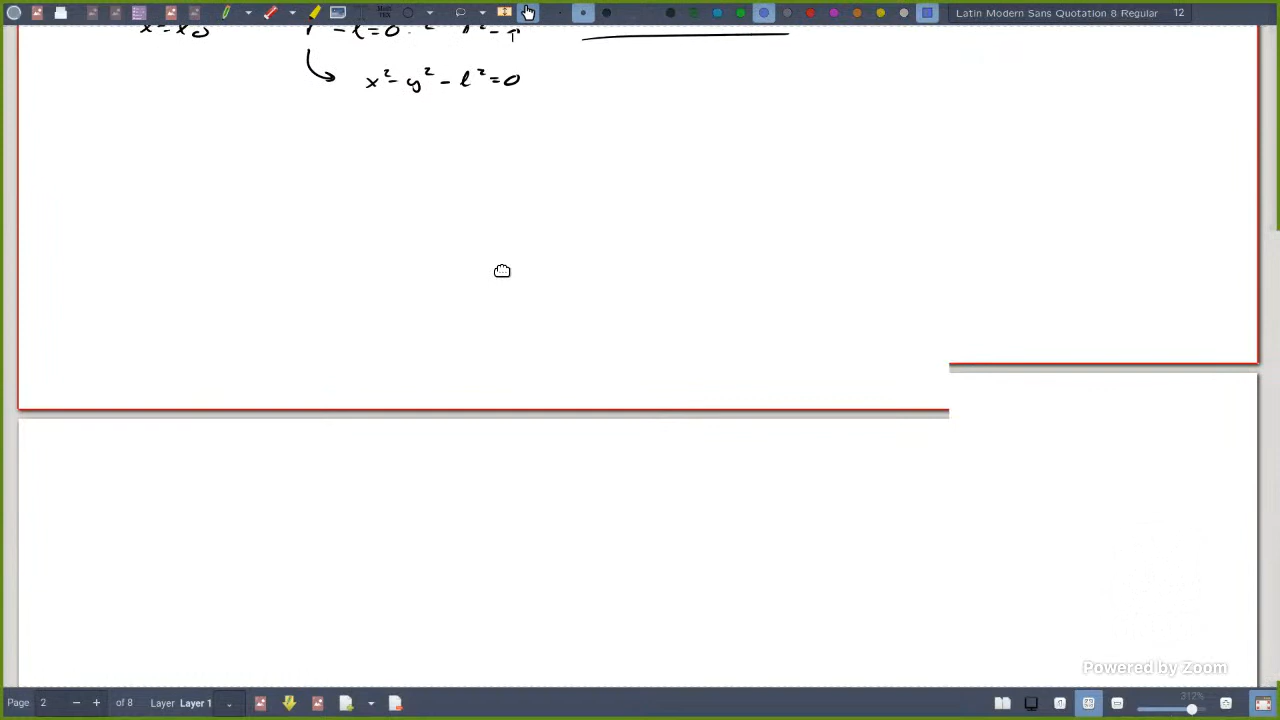 Latin Modern Sans Quotation 8 Regular 12
x² - y² - l² = 0
Powered by Zoom
312%
Page 2 of 8 Layer Layer 1